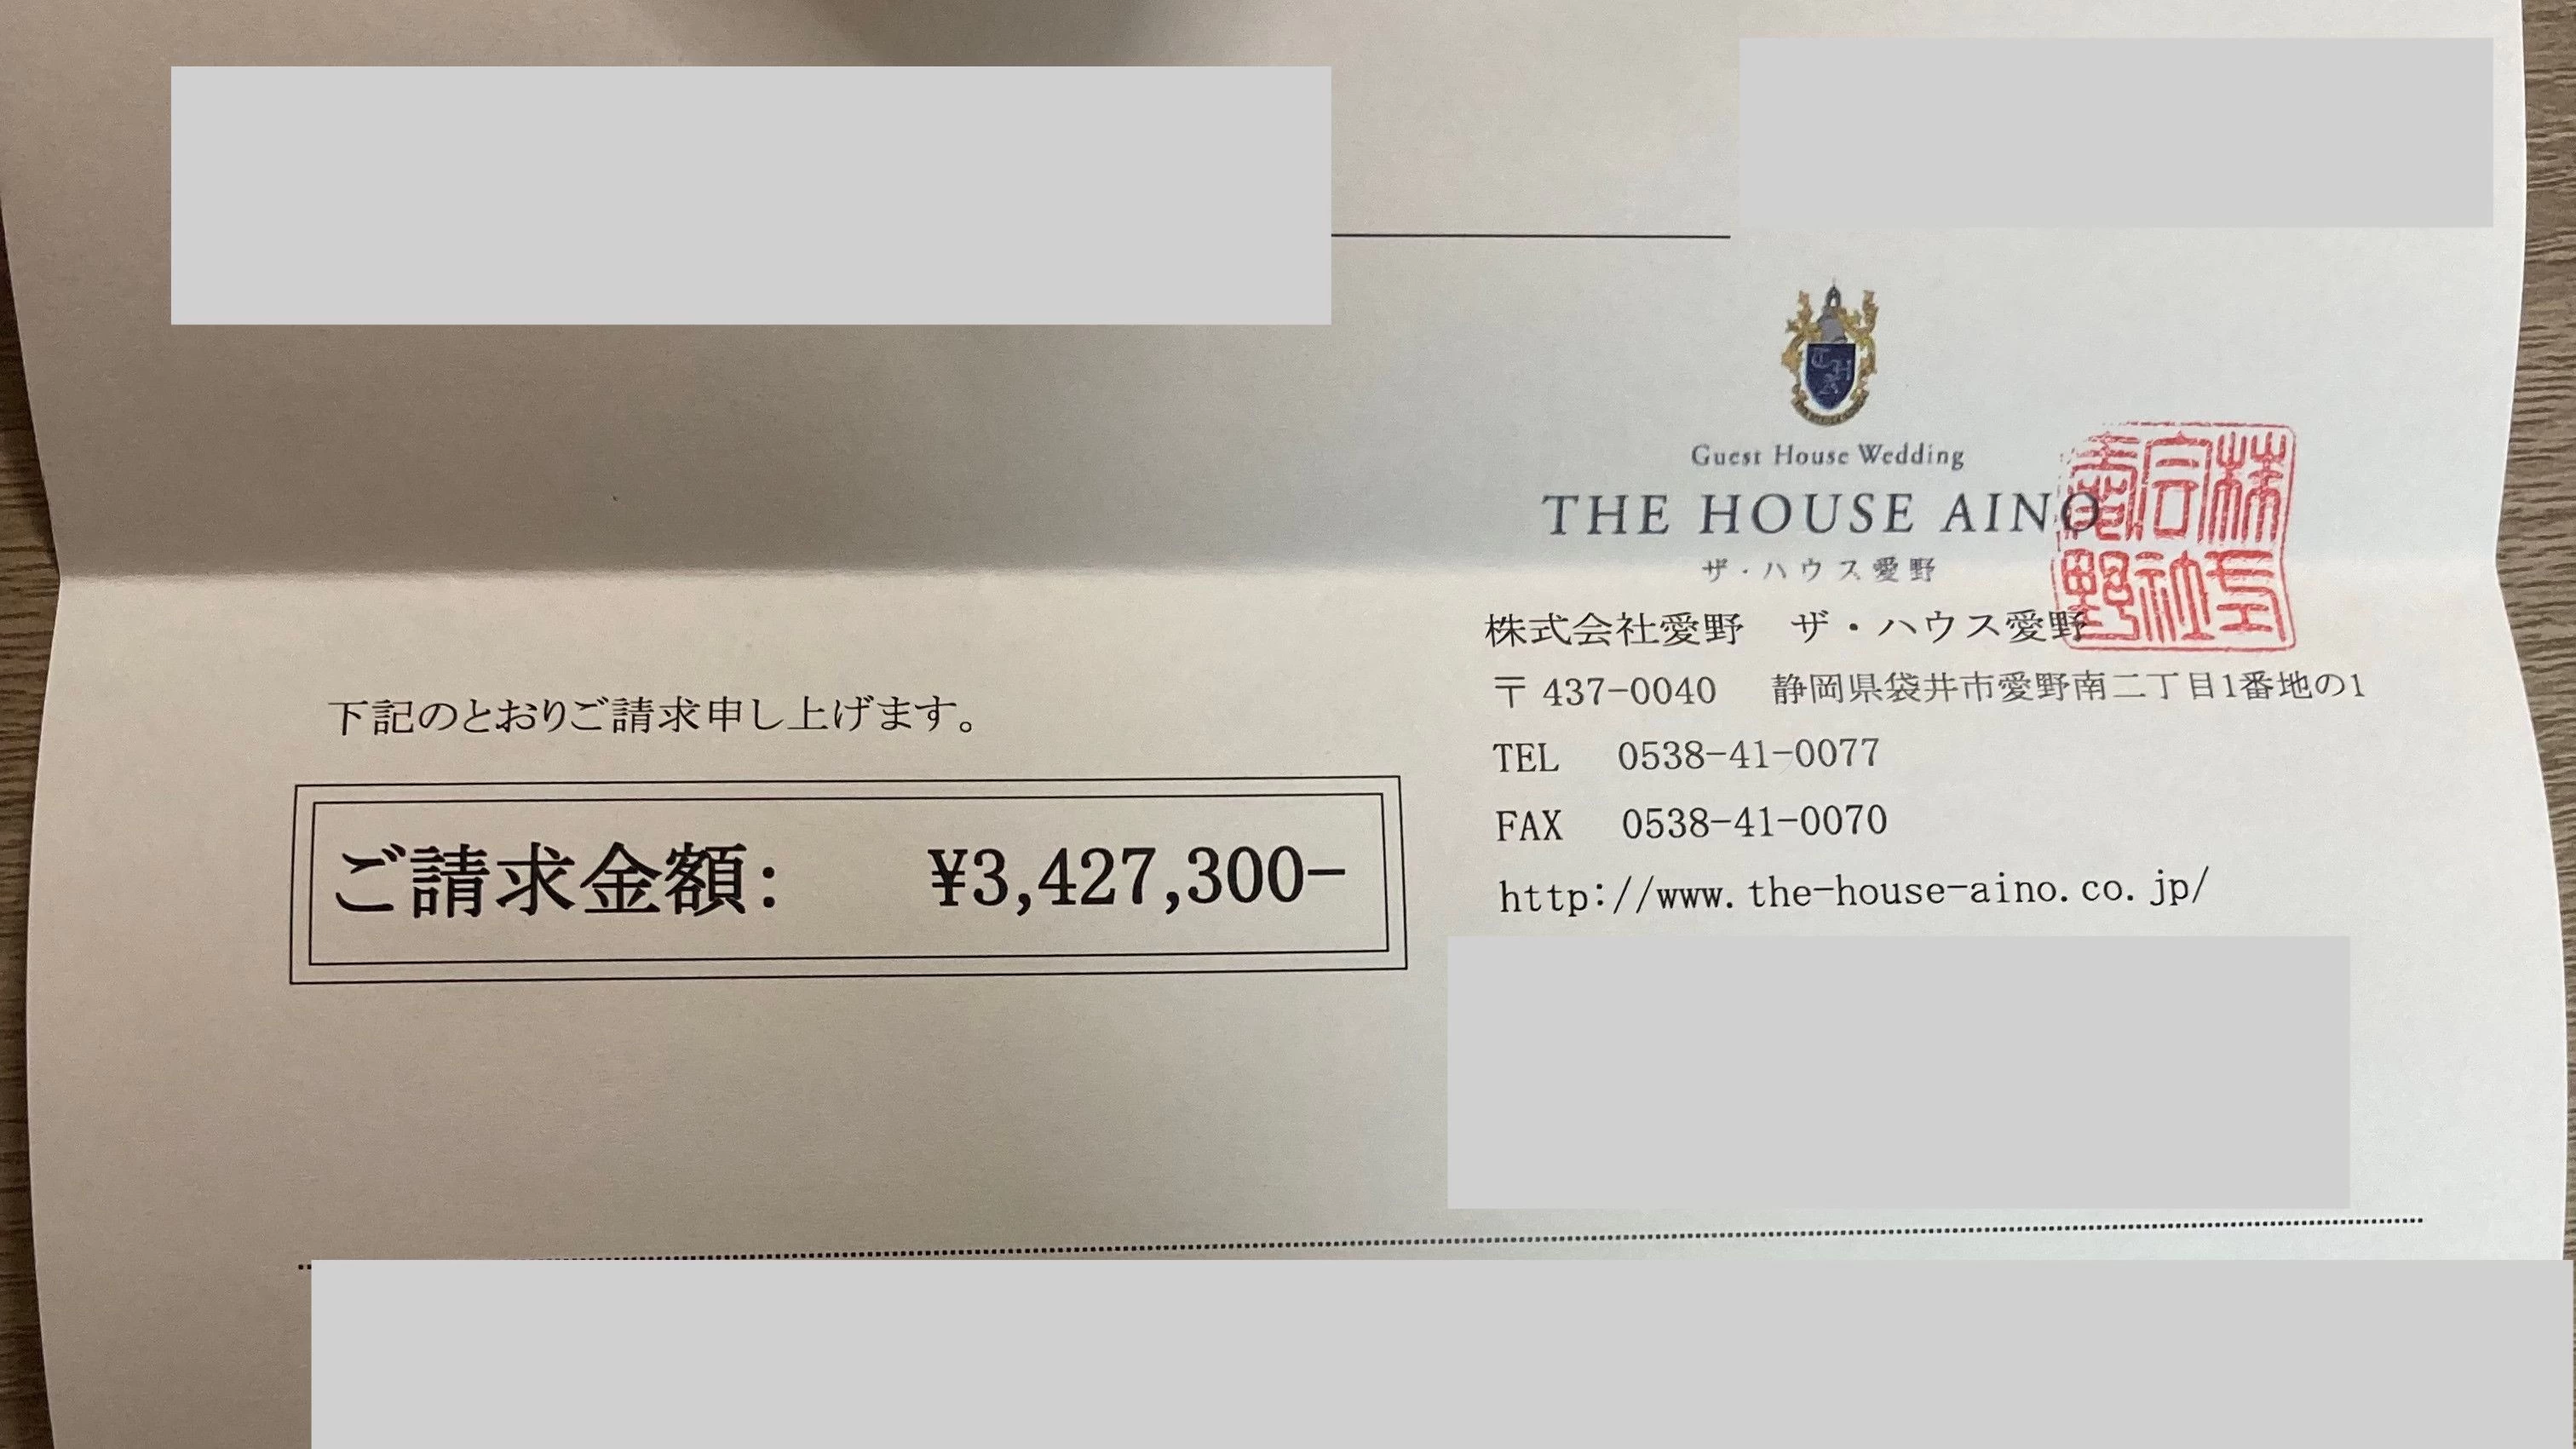 Guest House Wedding
THE HOUSE AINO
ザ・ハウス愛野
株式会社愛野　ザ・ハウス愛野
〒437-0040　静岡県袋井市愛野南二丁目1番地の1
TEL　0538-41-0077
FAX　0538-41-0070
http://www.the-house-aino.co.jp/
下記のとおりご請求申し上げます。
ご請求金額：　¥3,427,300-